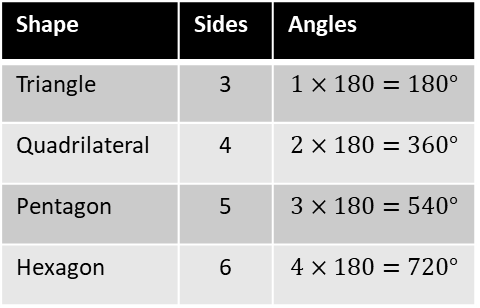 Shape Sides Angles
Triangle 3 1 × 180 = 180°
Quadrilateral 4 2 × 180 = 360°
Pentagon 5 3 × 180 = 540°
Hexagon 6 4 × 180 = 720°